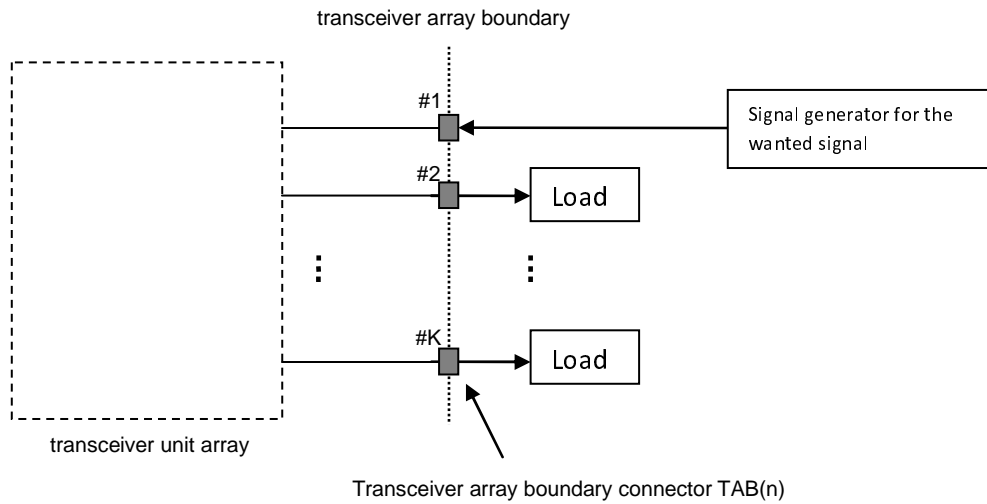 transceiver array boundary
#1
Signal generator for the
wanted signal
#2
Load
#K
Load
transceiver unit array
Transceiver array boundary connector TAB(n)